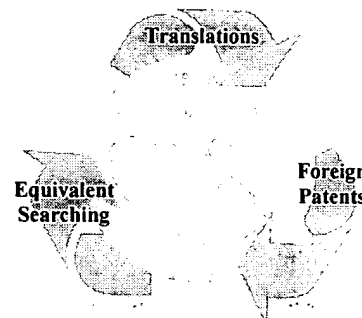 Translations
Equivalent
Searching
Foreign
Patents